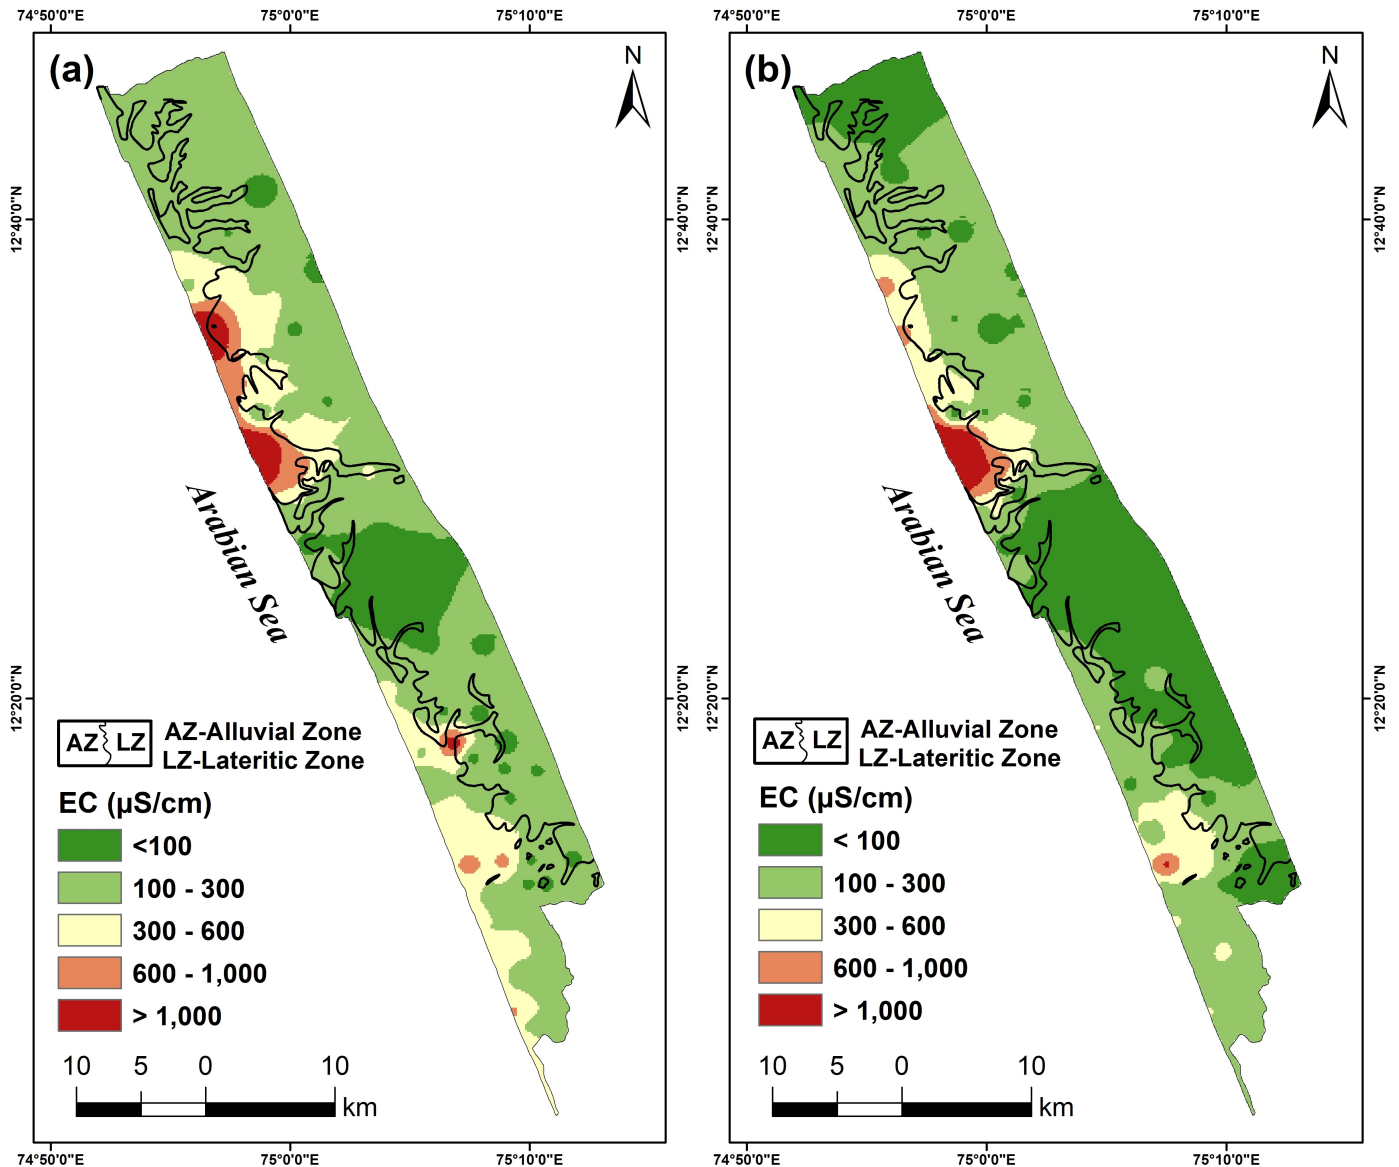 74°50'0"E 75°0'0"E 75°10'0"E
74°50'0"E 75°0'0"E 75°10'0"E
(a)
N
(b)
N
12°40'0"N
12°40'0"N
12°40'0"N
12°40'0"N
Arabian Sea
Arabian Sea
12°20'0"N
12°20'0"N
12°20'0"N
12°20'0"N
AZ LZ
AZ-Alluvial Zone
LZ-Lateritic Zone
EC (µS/cm)
<100
100 - 300
300 - 600
600 - 1,000
> 1,000
10 5 0 10
km
AZ LZ
AZ-Alluvial Zone
LZ-Lateritic Zone
EC (µS/cm)
< 100
100 - 300
300 - 600
600 - 1,000
> 1,000
10 5 0 10
km
74°50'0"E 75°0'0"E 75°10'0"E
74°50'0"E 75°0'0"E 75°10'0"E